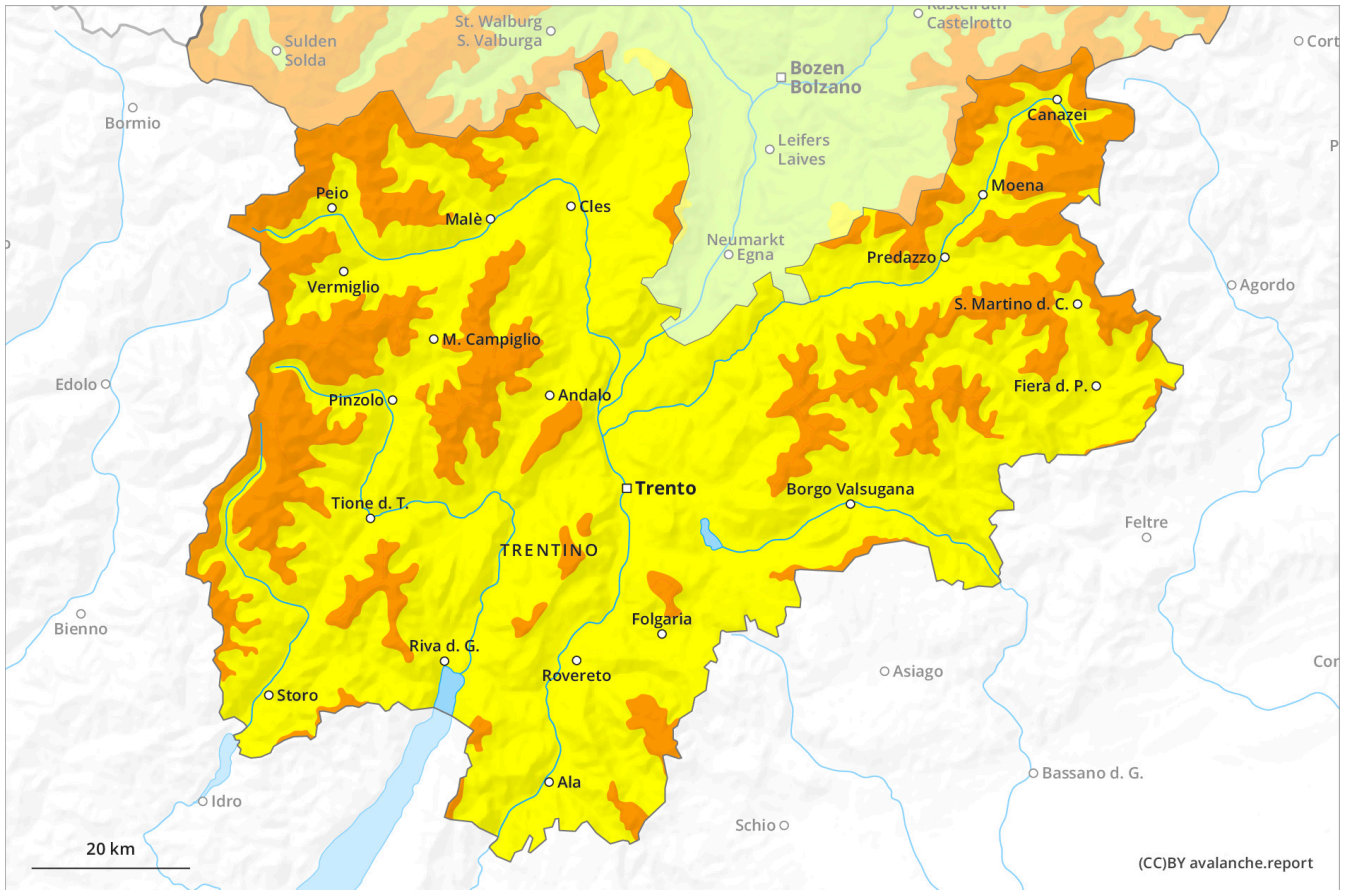 Kastelruth
Castelrotto
St. Walburg
S. Valburga
Sulden
Solda
Cort
Bozen
Bolzano
Bormio
Canazei
Leifers
Laives
Moena
Peio
Malè
Cles
Neumarkt
Egna
Predazzo
Vermiglio
Agordo
S. Martino d. C.
M. Campiglio
Edolo
Fiera d. P.
Andalo
Pinzolo
Trento
Borgo Valsugana
Tione d. T.
Feltre
TRENTINO
Bienno
Folgaria
Riva d. G.
Rovereto
Asiago
Cor
Storo
Bassano d. G.
Ala
Idro
Schio
20 km
(CC)BY avalanche.report